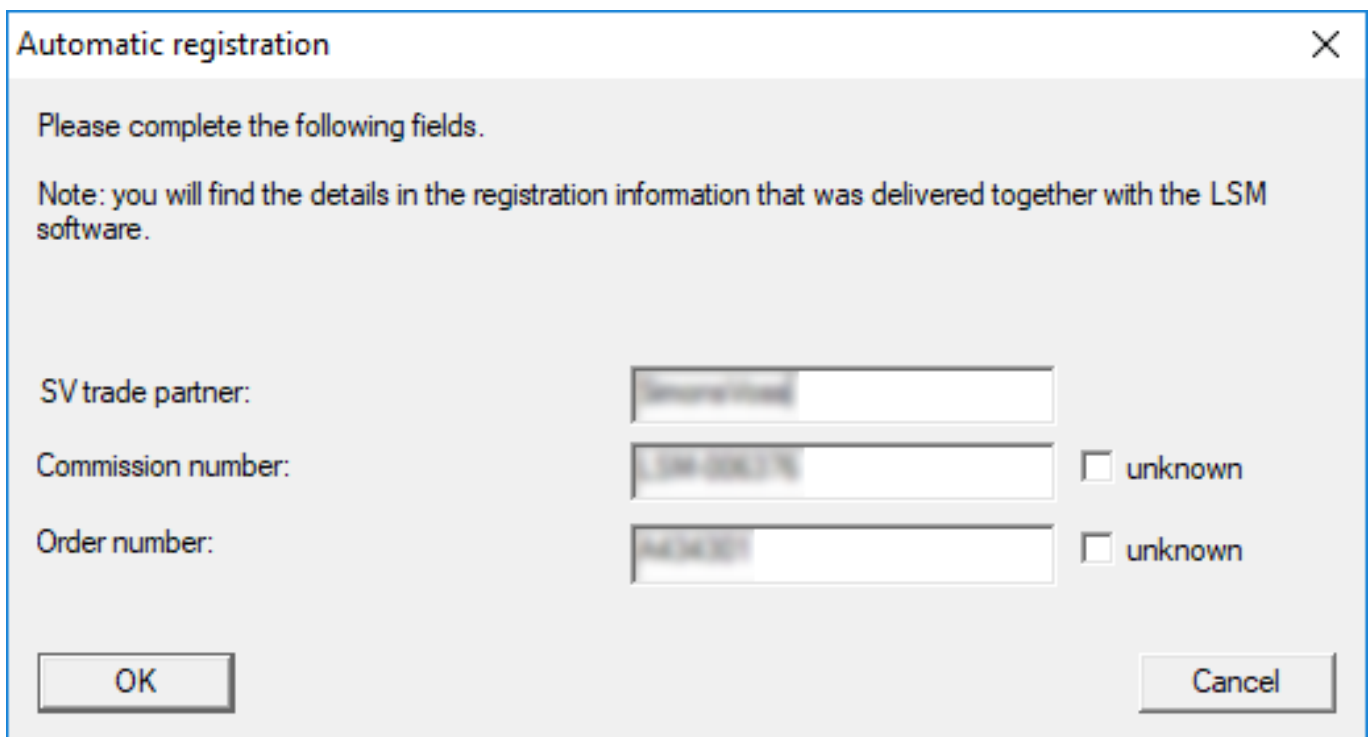 Automatic registration
Please complete the following fields.
Note: you will find the details in the registration information that was delivered together with the LSM
software.
SV trade partner:
Commission number:
unknown
Order number:
unknown
OK
Cancel